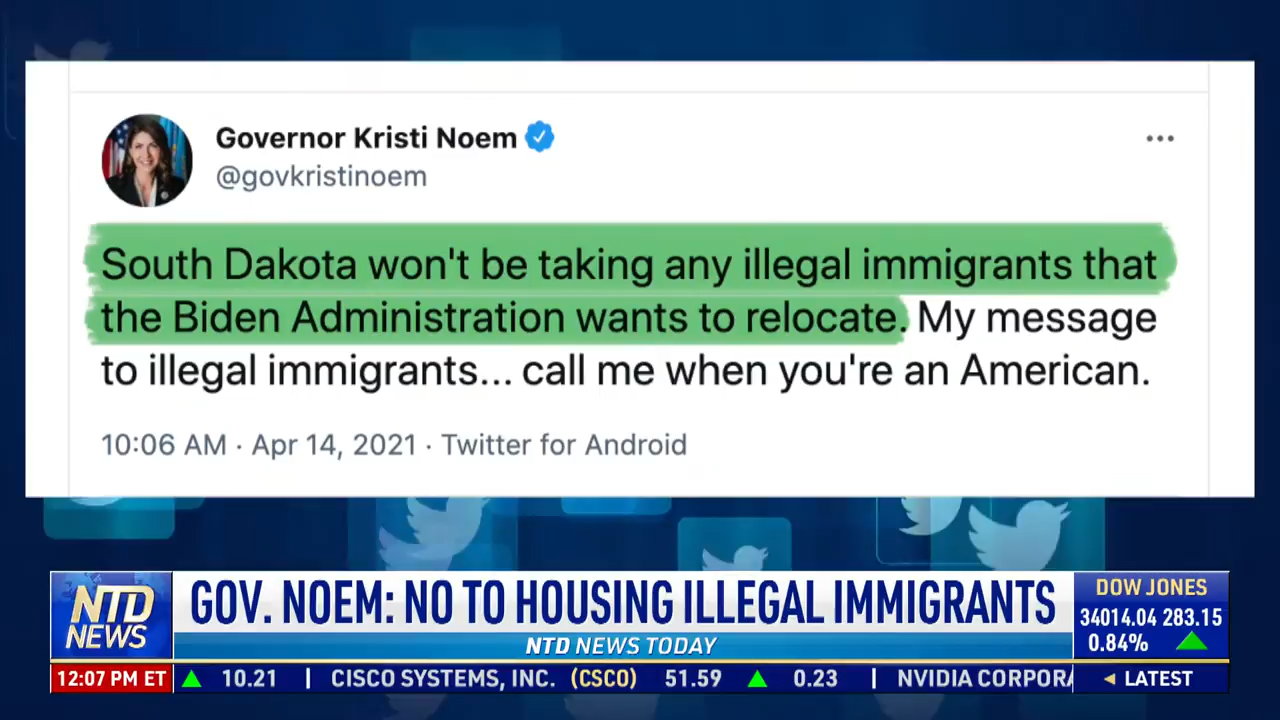 Governor Kristi Noem
@govkristinoem
South Dakota won't be taking any illegal immigrants that
the Biden Administration wants to relocate. My message
to illegal immigrants... call me when you're an American.
10:06 AM · Apr 14, 2021 · Twitter for Android
NTD
NEWS
GOV. NOEM: NO TO HOUSING ILLEGAL IMMIGRANTS
NTD NEWS TODAY
DOW JONES
34014.04 283.15
0.84%
12:07 PM ET
10.21 | CISCO SYSTEMS, INC. (CSCO) 51.59 0.23 | NVIDIA CORPORA
LATEST